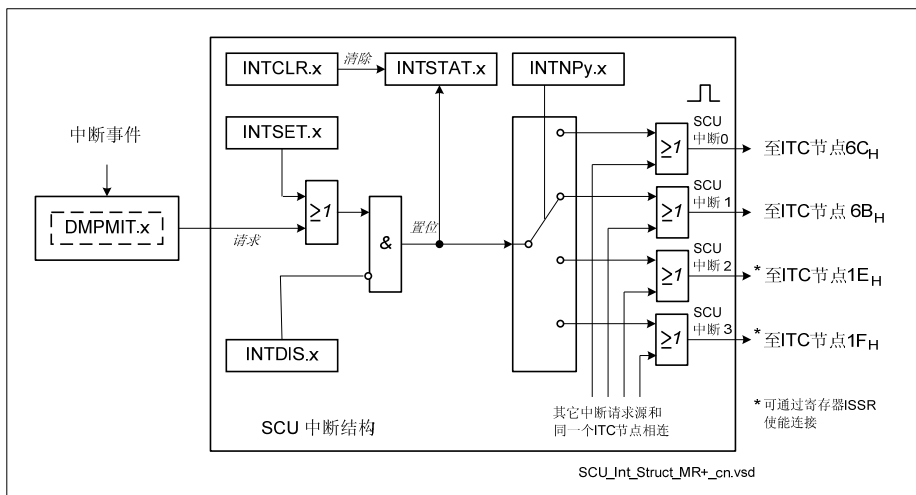 INTCLR.x
清除
INTSTAT.x
INTNPy.x
中断事件
INTSET.x
DMPMIT.x
请求
≥1
&
置位
INTDIS.x
≥1
SCU
中断0
至ITC节点6CH
≥1
SCU
中断 1
至ITC节点 6BH
≥1
SCU
中断 2
* 至ITC节点1EH
≥1
SCU
中断 3
* 至ITC节点1FH
其它中断请求源和
同一个ITC节点相连
* 可通过寄存器ISSR
使能连接
SCU 中断结构
SCU_Int_Struct_MR+_cn.vsd